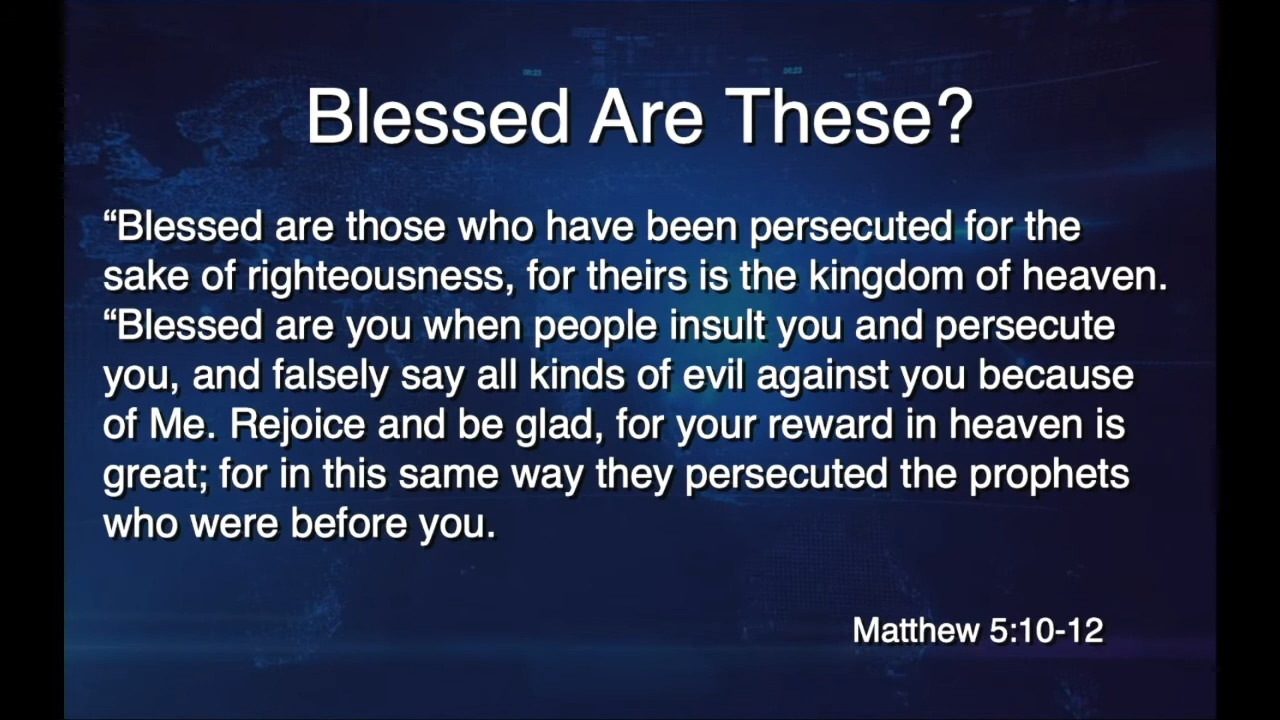 Blessed Are These?
“Blessed are those who have been persecuted for the
sake of righteousness, for theirs is the kingdom of heaven.
“Blessed are you when people insult you and persecute
you, and falsely say all kinds of evil against you because
of Me. Rejoice and be glad, for your reward in heaven is
great; for in this same way they persecuted the prophets
who were before you.
Matthew 5:10-12